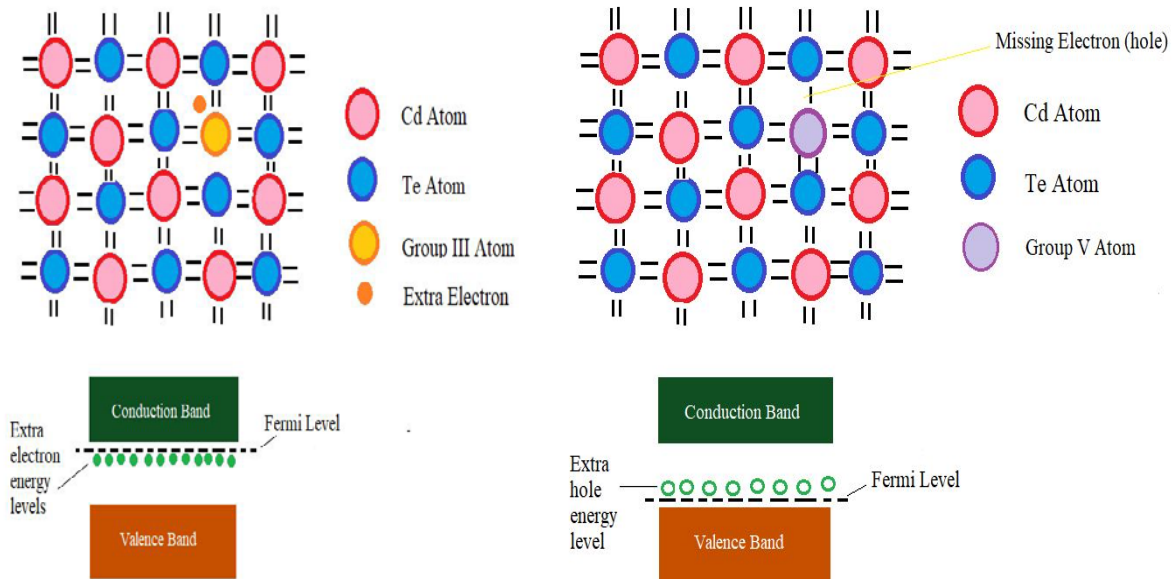 Cd Atom
Te Atom
Group III Atom
Extra Electron
Missing Electron (hole)
Cd Atom
Te Atom
Group V Atom
Conduction Band
Fermi Level
Extra
electron
energy
levels
Valence Band
Conduction Band
Extra
hole
energy
level
Fermi Level
Valence Band